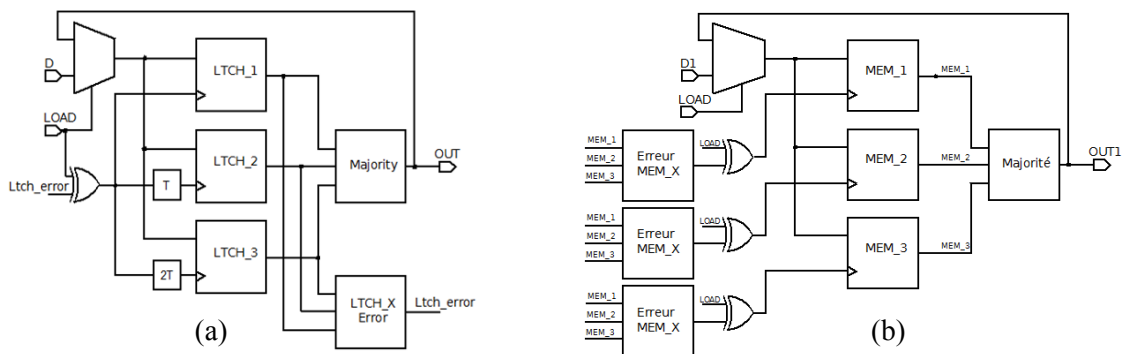 D
LOAD
Ltch_error
T
2T
LTCH_1
LTCH_2
LTCH_3
Majority
OUT
LTCH_X
Error
Ltch_error
(a)
D1
LOAD
MEM_1
MEM_2
MEM_3
Erreur
MEM_X
LOAD
MEM_1
MEM_2
MEM_3
Erreur
MEM_X
LOAD
MEM_1
MEM_2
MEM_3
Erreur
MEM_X
LOAD
MEM_1
MEM_1
MEM_2
MEM_2
MEM_3
MEM_3
Majorité
OUT1
(b)